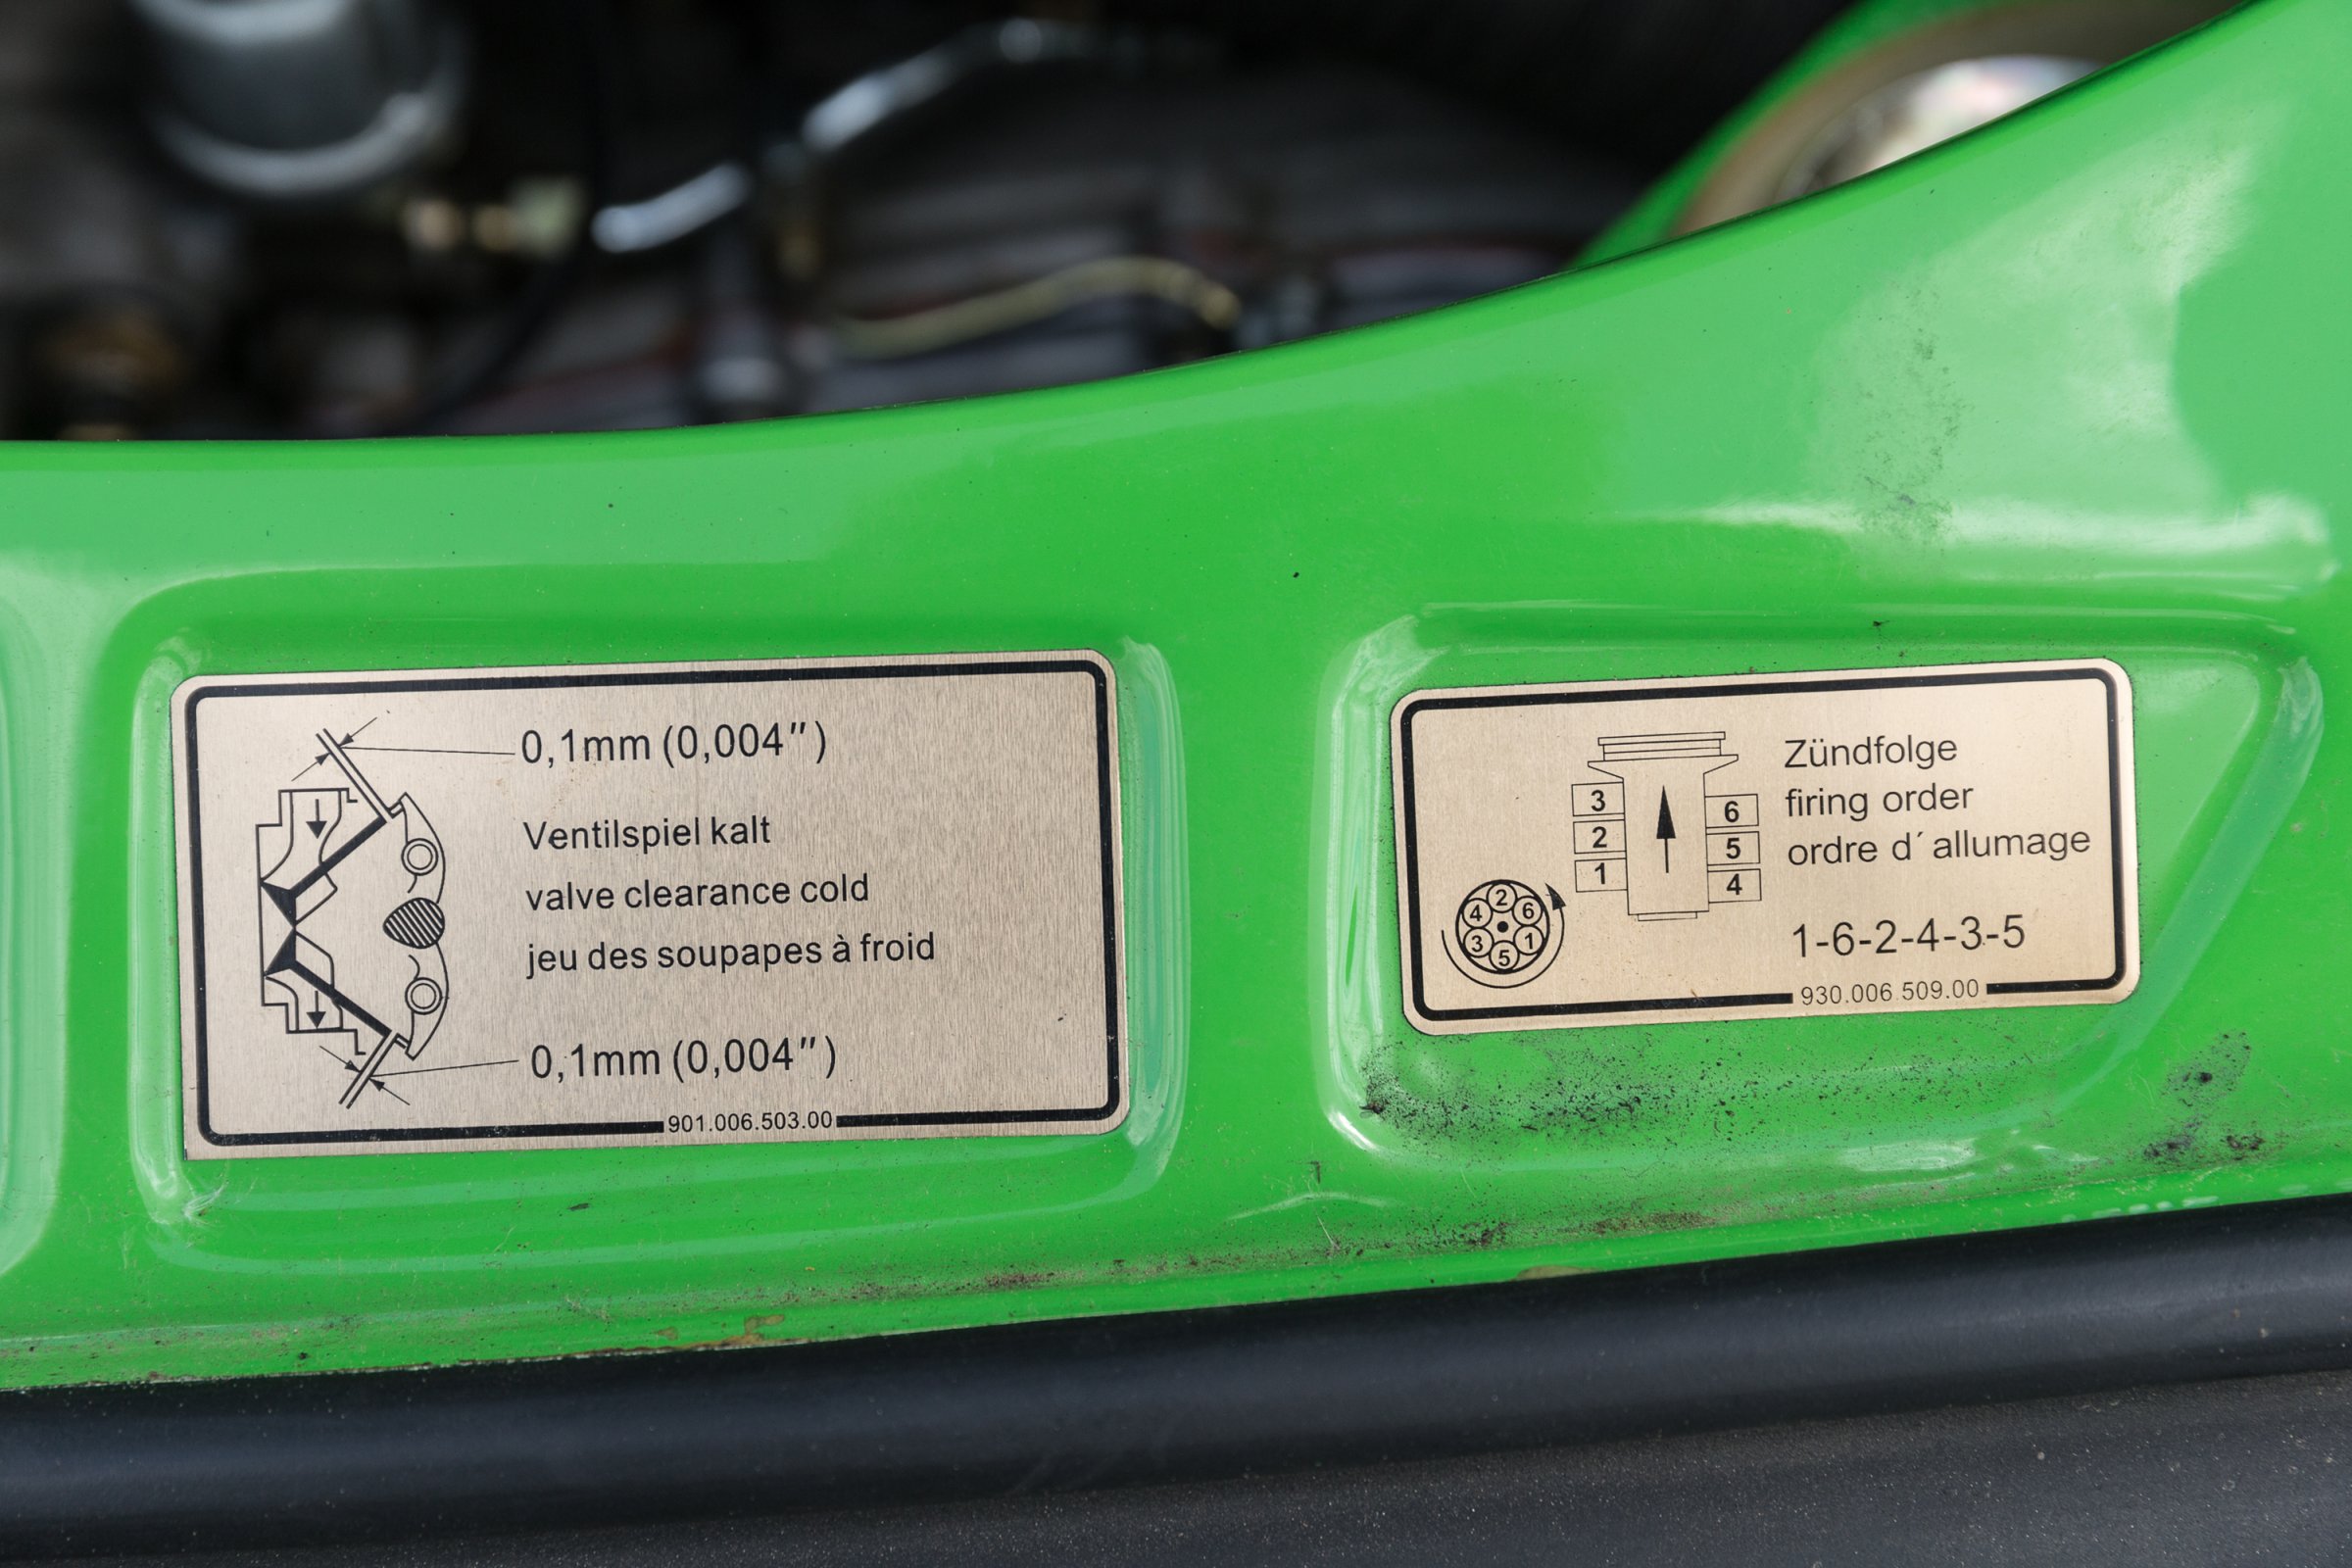 0,1mm (0,004")
Ventilspiel kalt
valve clearance cold
jeu des soupapes à froid
0,1mm (0,004")
901.006.503.00
3
2
1
6
5
4
2
6
1
5
3
4
Zündfolge
firing order
ordre d´ allumage
1-6-2-4-3-5
930.006.509.00